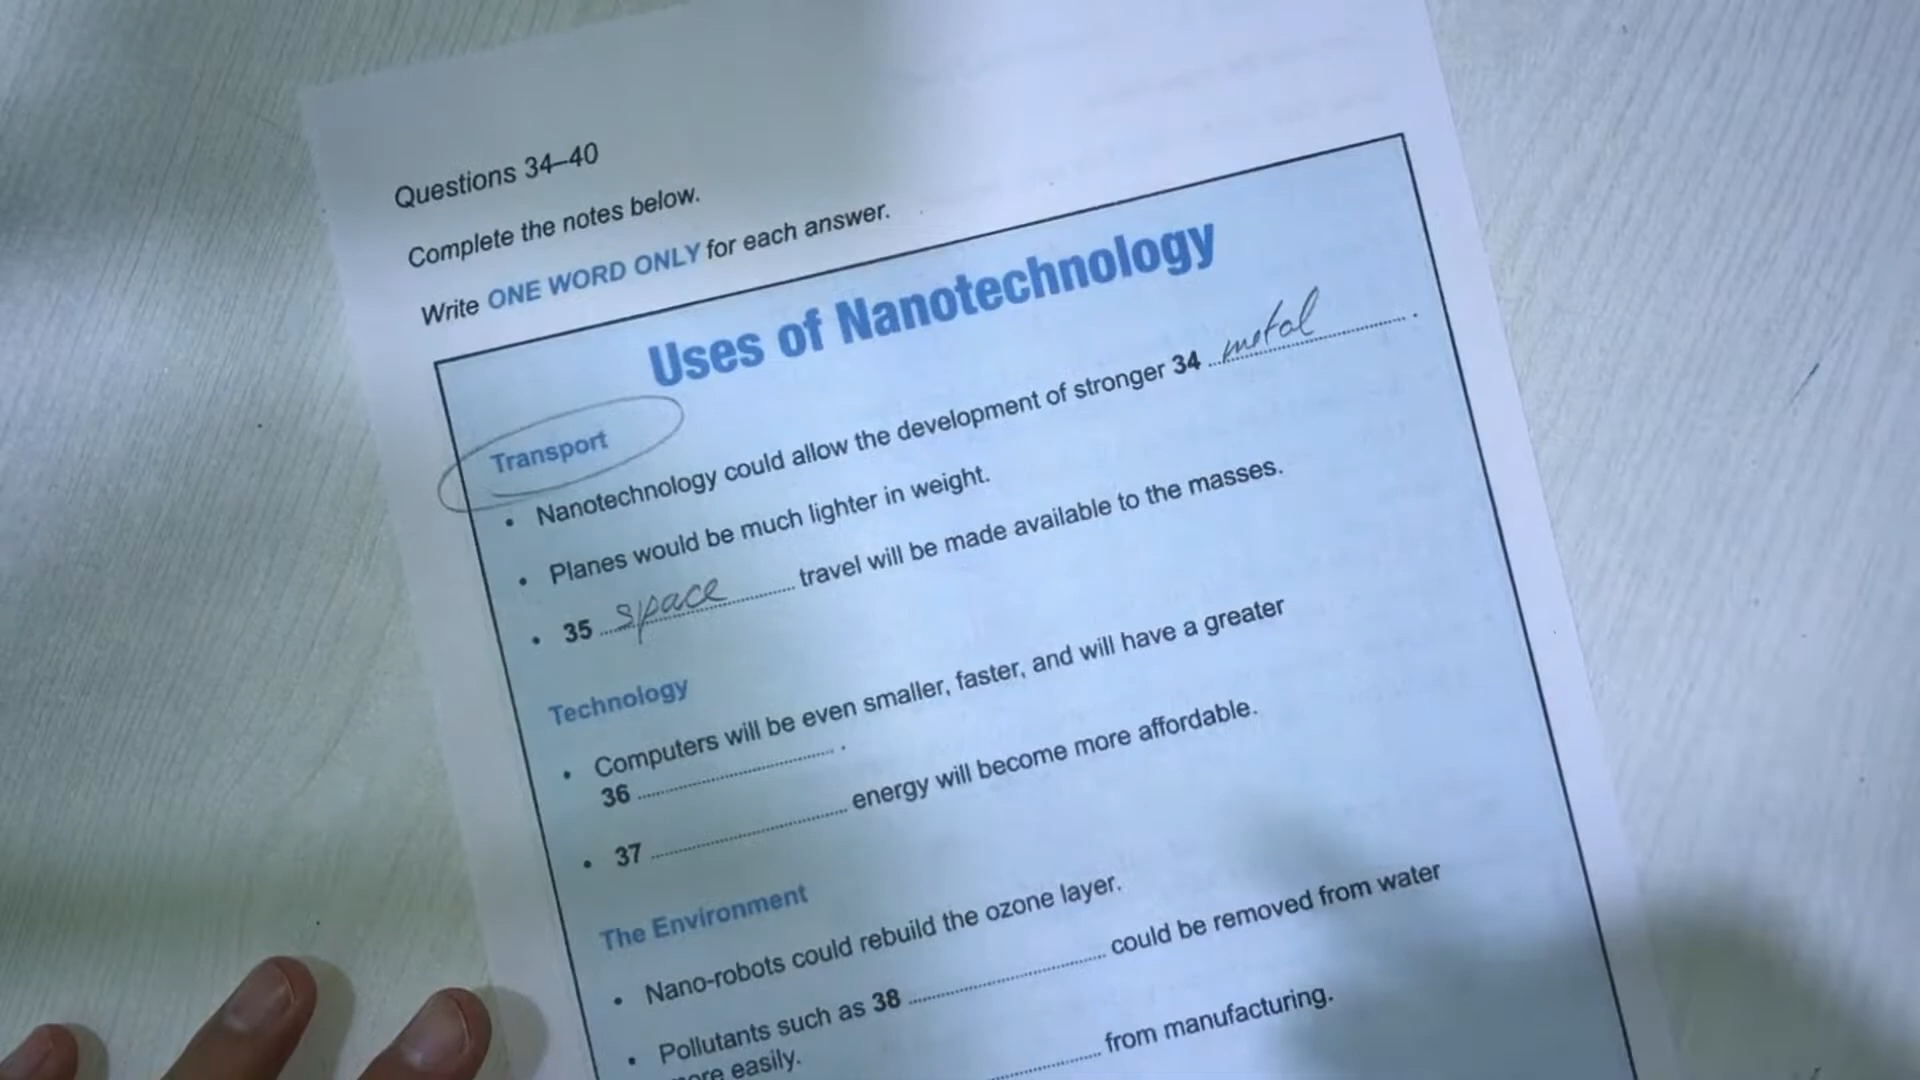 Questions 34–40
Complete the notes below.
Write ONE WORD ONLY for each answer.
Uses of Nanotechnology
Transport
• Nanotechnology could allow the development of stronger 34 metal .
• Planes would be much lighter in weight.
• 35 space travel will be made available to the masses.
Technology
• Computers will be even smaller, faster, and will have a greater
36 .
• 37 energy will become more affordable.
The Environment
• Nano-robots could rebuild the ozone layer.
• Pollutants such as 38 could be removed from water
easily.
from manufacturing.